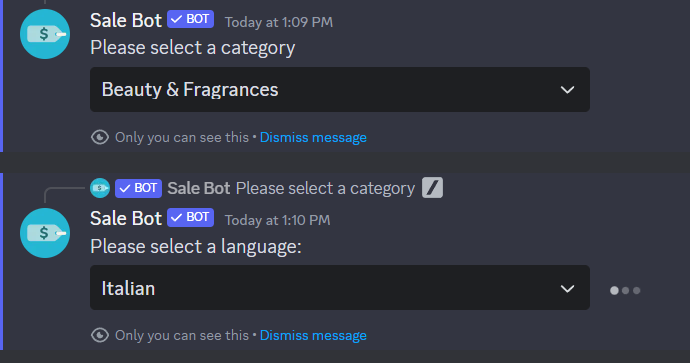 Sale Bot BOT Today at 1:09 PM
Please select a category
Beauty & Fragrances
Only you can see this • Dismiss message
BOT Sale Bot Please select a category
Sale Bot BOT Today at 1:10 PM
Please select a language:
Italian
Only you can see this • Dismiss message